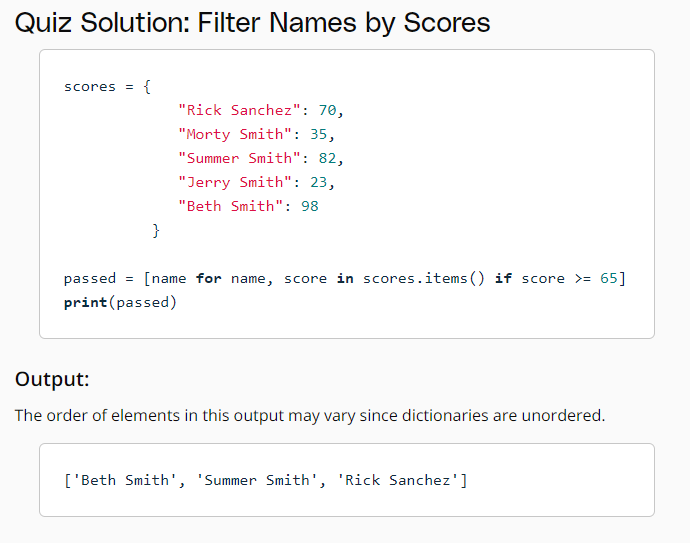 Quiz Solution: Filter Names by Scores
scores = {
"Rick Sanchez": 70,
"Morty Smith": 35,
"Summer Smith": 82,
"Jerry Smith": 23,
"Beth Smith": 98
}
passed = [name for name, score in scores.items() if score >= 65]
print(passed)
Output:
The order of elements in this output may vary since dictionaries are unordered.
['Beth Smith', 'Summer Smith', 'Rick Sanchez']